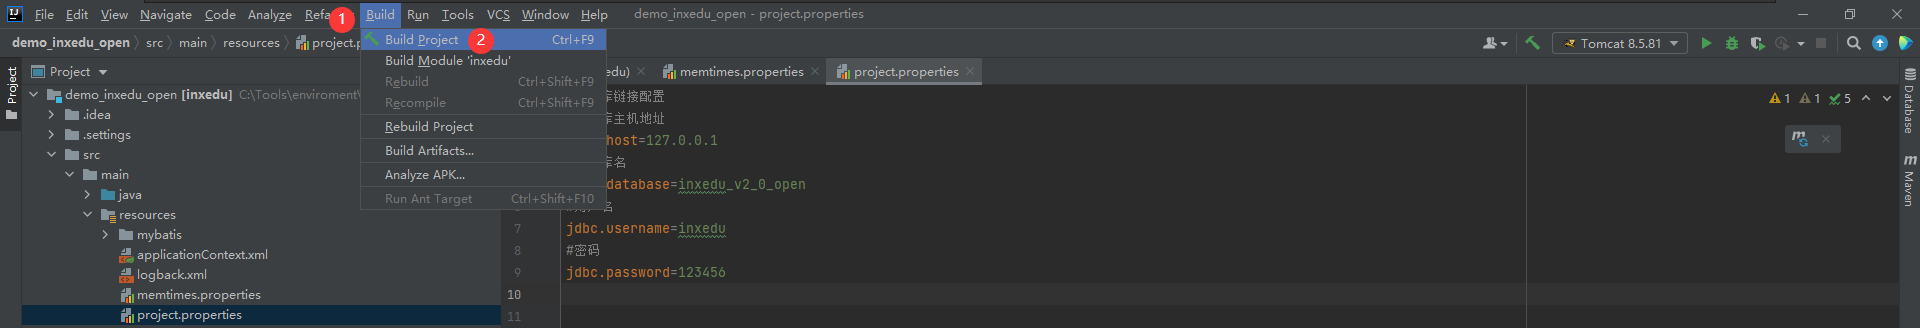 File Edit View Navigate Code Analyze Refa 1 Build Run Tools VCS Window Help demo_inxedu_open - project.properties
demo_inxedu_open src main resources project.p
Build Project 2 Ctrl+F9
Tomcat 8.5.81
Project
Build Module 'inxedu'
edu) memtimes.properties project.properties
demo_inxedu_open [inxedu] C:\Tools\enviroment\
Rebuild Ctrl+Shift+F9
库链接配置
1 1 5
.idea
Recompile Ctrl+Shift+F9
库主机地址
.settings
Rebuild Project
host=127.0.0.1
src
Build Artifacts...
库名
main
Analyze APK...
database=inxedu_v2_0_open
java
Run Ant Target Ctrl+Shift+F10
resources
7 jdbc.username=inxedu
mybatis
8 #密码
applicationContext.xml
9 jdbc.password=123456
logback.xml
10
memtimes.properties
11
project.properties
Project
Database
Maven